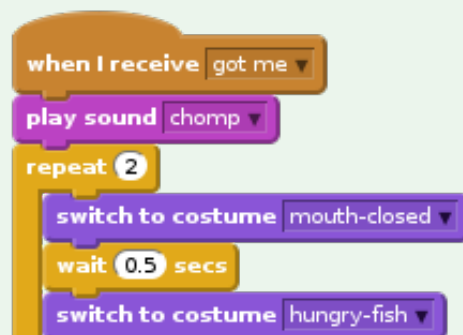 when I receive got me
play sound chomp
repeat 2
switch to costume mouth-closed
wait 0.5 secs
switch to costume hungry-fish